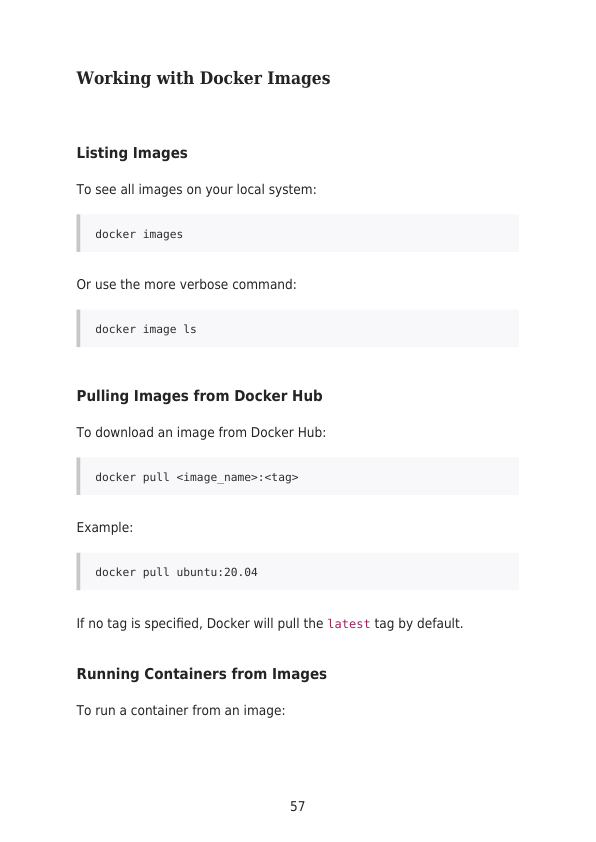 Working with Docker Images
Listing Images
To see all images on your local system:
docker images
Or use the more verbose command:
docker image ls
Pulling Images from Docker Hub
To download an image from Docker Hub:
docker pull <image_name>:<tag>
Example:
docker pull ubuntu:20.04
If no tag is specified, Docker will pull the latest tag by default.
Running Containers from Images
To run a container from an image:
57